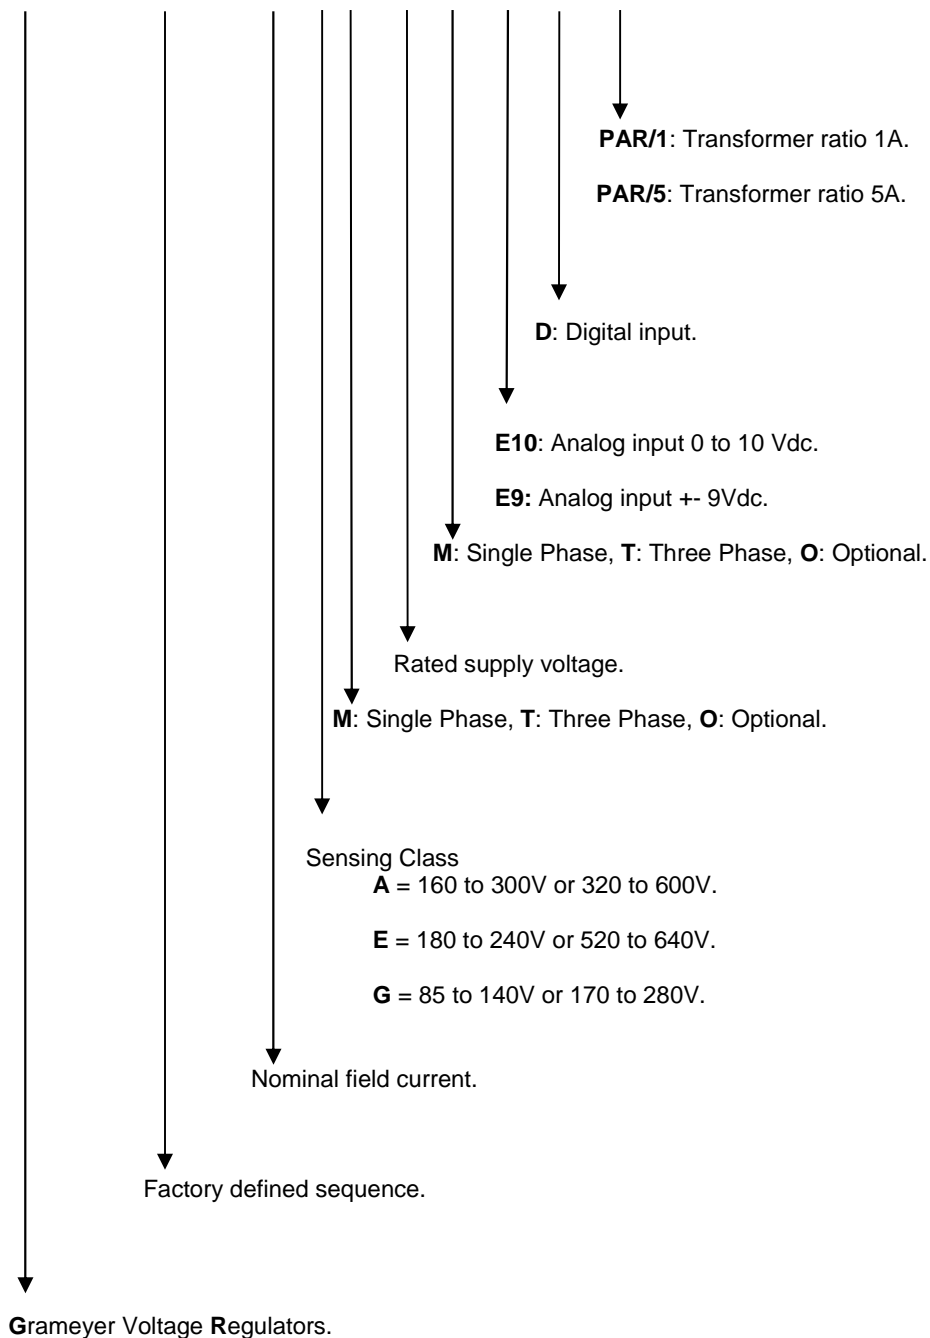 PAR/1: Transformer ratio 1A.
PAR/5: Transformer ratio 5A.
D: Digital input.
E10: Analog input 0 to 10 Vdc.
E9: Analog input +- 9Vdc.
M: Single Phase, T: Three Phase, O: Optional.
Rated supply voltage.
M: Single Phase, T: Three Phase, O: Optional.
Sensing Class
A = 160 to 300V or 320 to 600V.
E = 180 to 240V or 520 to 640V.
G = 85 to 140V or 170 to 280V.
Nominal field current.
Factory defined sequence.
Grameyer Voltage Regulators.